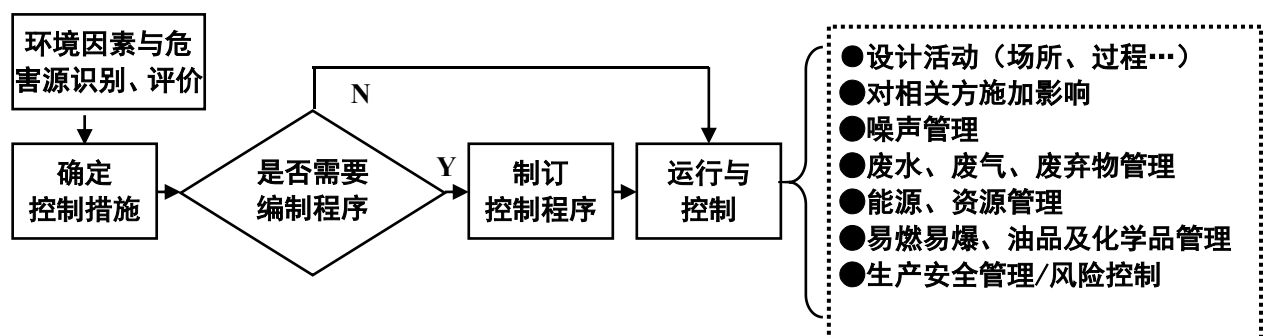 环境因素与危
害源识别、评价
确定
控制措施
是否需要
编制程序
N
Y
制订
控制程序
运行与
控制
●设计活动（场所、过程…）
●对相关方施加影响
●噪声管理
●废水、废气、废弃物管理
●能源、资源管理
●易燃易爆、油品及化学品管理
●生产安全管理/风险控制